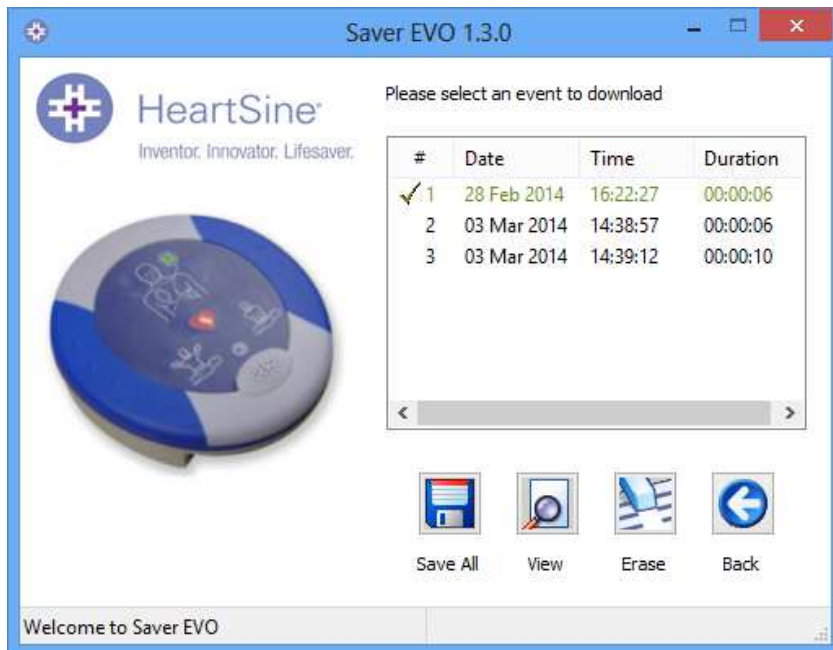 Saver EVO 1.3.0
HeartSine
Inventor. Innovator. Lifesaver.
Please select an event to download
# Date Time Duration
1 28 Feb 2014 16:22:27 00:00:06
2 03 Mar 2014 14:38:57 00:00:06
3 03 Mar 2014 14:39:12 00:00:10
Save All View Erase Back
Welcome to Saver EVO